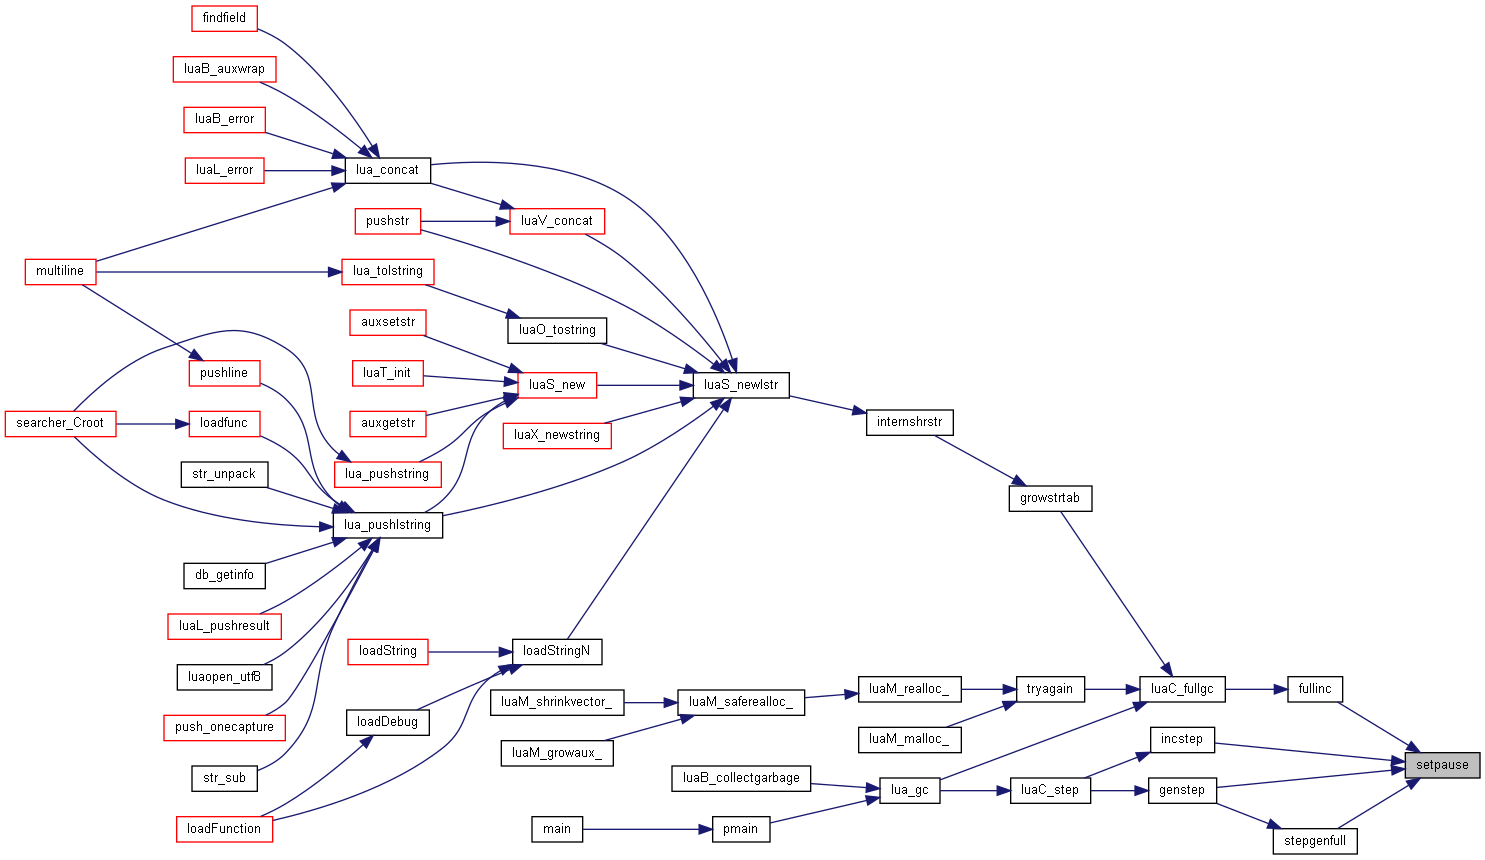 findfield
luaB_auxwrap
luaB_error
lua_concat
luaL_error
pushstr
luaV_concat
multiline
lua_tolstring
auxsetstr
luaO_tostring
pushline
luaT_init
luaS_new
luaS_newlstr
searcher_Croot
loadfunc
auxgetstr
luaX_newstring
internshrstr
str_unpack
lua_pushstring
growstrtab
lua_pushlstring
db_getinfo
luaL_pushresult
loadString
loadStringN
luaopen_utf8
luaM_shrinkvector_
luaM_saferealloc_
luaM_realloc_
tryagain
luaC_fullgc
fullinc
push_onecapture
loadDebug
luaM_growaux_
luaM_malloc_
incstep
setpause
str_sub
luaB_collectgarbage
lua_gc
luaC_step
genstep
loadFunction
main
pmain
stepgenfull